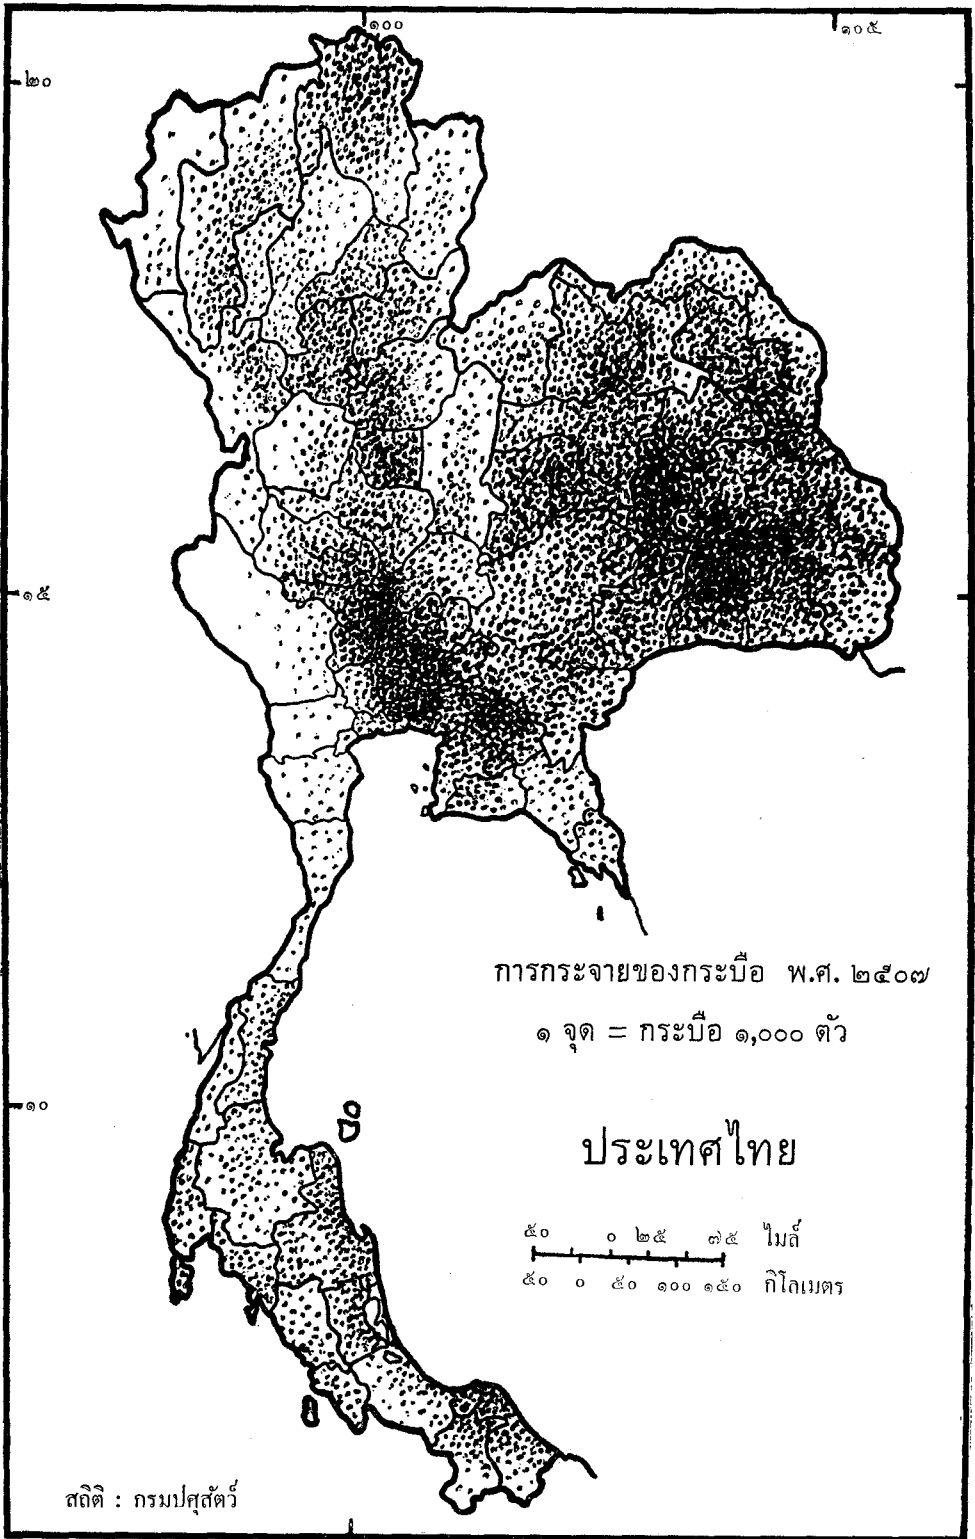 ๑๐๐ ๑๐๕
๒๐
๑๕
๑๐
การกระจายของกระบือ พ.ศ. ๒๕๐๗
๑ จุด = กระบือ ๑,๐๐๐ ตัว
ประเทศไทย
๕๐ ๐ ๒๕ ๗๕ ไมล์
๕๐ ๐ ๕๐ ๑๐๐ ๑๕๐ กิโลเมตร
สถิติ : กรมปศุสัตว์